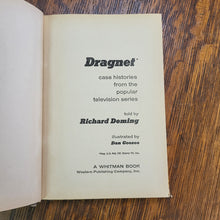 Dragnet*
case histories
from the
popular
television series
told by
Richard Deming
illustrated by
Dan Gonzos
A WHITMAN BOOK
Western Publishing Company, Inc.